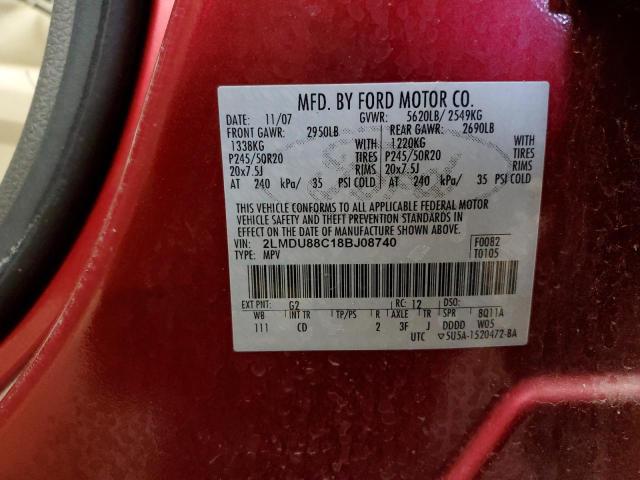 MFD. BY FORD MOTOR CO.
DATE: 11/07 GVWR: 5620LB/ 2549KG
FRONT GAWR: 2950LB REAR GAWR: 2690LB
1338KG WITH 1220KG WITH
P245/50R20 TIRES P245/50R20 TIRES
20x7.5J RIMS 20x7.5J RIMS
AT 240 kPa/ 35 PSI COLD AT 240 kPa/ 35 PSI COLD
THIS VEHICLE CONFORMS TO ALL APPLICABLE FEDERAL MOTOR
VEHICLE SAFETY AND THEFT PREVENTION STANDARDS IN
EFFECT ON THE DATE OF MANUFACTURE SHOWN ABOVE.
VIN: 2LMDU88C18BJ08740 F0082
TYPE: MPV T0105
EXT PNT: G2 RC: 12 DSO:
WB INT TR TP/PS R AXLE TR SPR 8Q11A
111 CD 2 3F J DDDD W05
UTC 5U5A-1520472-BA